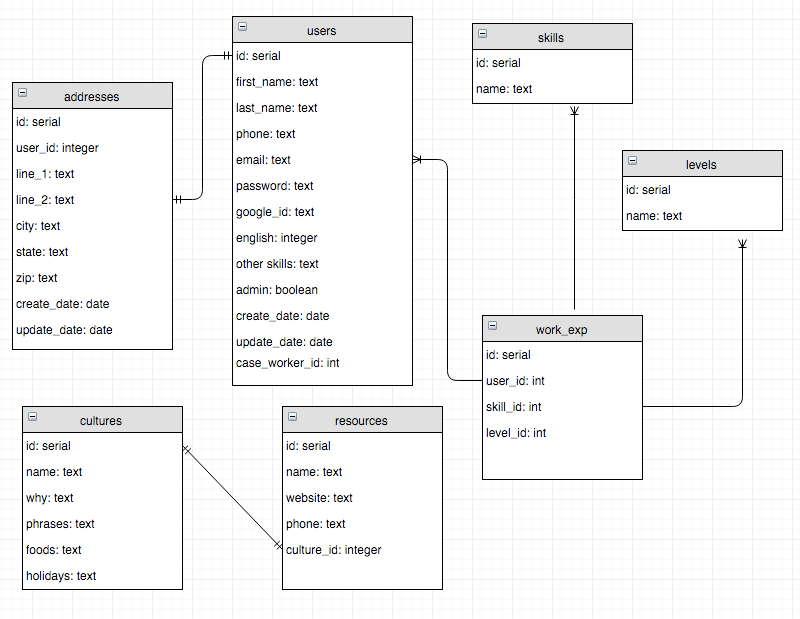 users
id: serial
first_name: text
last_name: text
phone: text
email: text
password: text
google_id: text
english: integer
other skills: text
admin: boolean
create_date: date
update_date: date
case_worker_id: int
skills
id: serial
name: text
addresses
id: serial
user_id: integer
line_1: text
line_2: text
city: text
state: text
zip: text
create_date: date
update_date: date
levels
id: serial
name: text
work_exp
id: serial
user_id: int
skill_id: int
level_id: int
cultures
id: serial
name: text
why: text
phrases: text
foods: text
holidays: text
resources
id: serial
name: text
website: text
phone: text
culture_id: integer